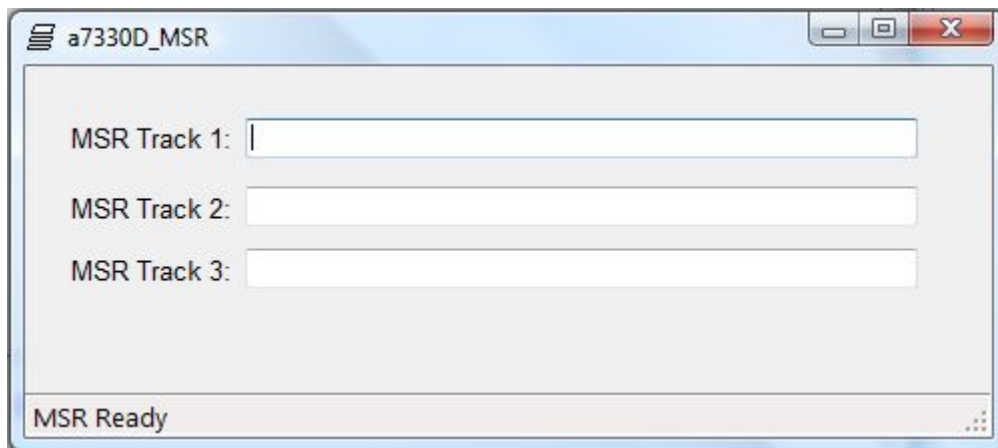 a7330D_MSR
MSR Track 1:
MSR Track 2:
MSR Track 3:
MSR Ready